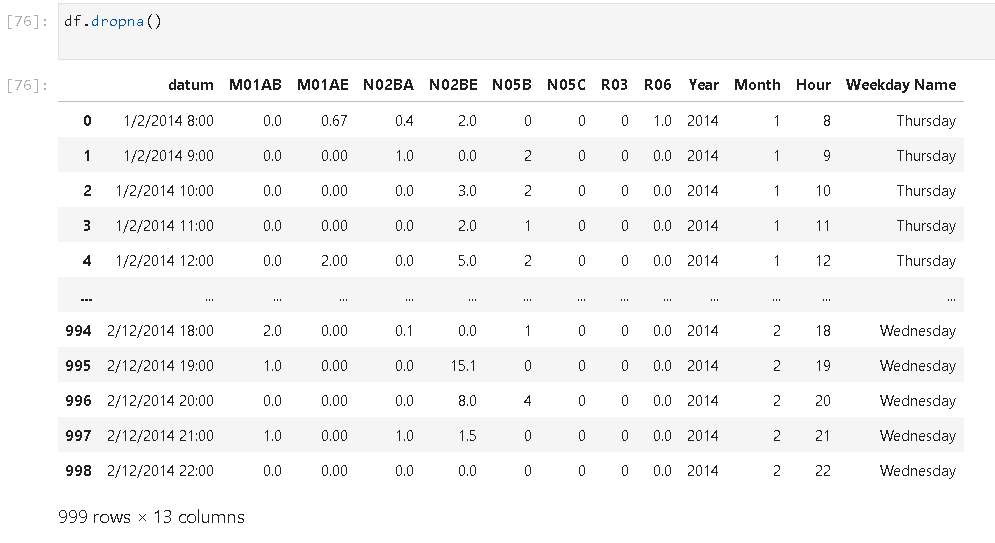 [76]: df.dropna()
[76]:
datum M01AB M01AE N02BA N02BE N05B N05C R03 R06 Year Month Hour Weekday Name
0 1/2/2014 8:00 0.0 0.67 0.4 2.0 0 0 0 1.0 2014 1 8 Thursday
1 1/2/2014 9:00 0.0 0.00 1.0 0.0 2 0 0 0.0 2014 1 9 Thursday
2 1/2/2014 10:00 0.0 0.00 0.0 3.0 2 0 0 0.0 2014 1 10 Thursday
3 1/2/2014 11:00 0.0 0.00 0.0 2.0 1 0 0 0.0 2014 1 11 Thursday
4 1/2/2014 12:00 0.0 2.00 0.0 5.0 2 0 0 0.0 2014 1 12 Thursday
... ... ... ... ... ... ... ... ... ... ... ... ... ...
994 2/12/2014 18:00 2.0 0.00 0.1 0.0 1 0 0 0.0 2014 2 18 Wednesday
995 2/12/2014 19:00 1.0 0.00 0.0 15.1 0 0 0 0.0 2014 2 19 Wednesday
996 2/12/2014 20:00 0.0 0.00 0.0 8.0 4 0 0 0.0 2014 2 20 Wednesday
997 2/12/2014 21:00 1.0 0.00 1.0 1.5 0 0 0 0.0 2014 2 21 Wednesday
998 2/12/2014 22:00 0.0 0.00 0.0 0.0 0 0 0 0.0 2014 2 22 Wednesday
999 rows × 13 columns